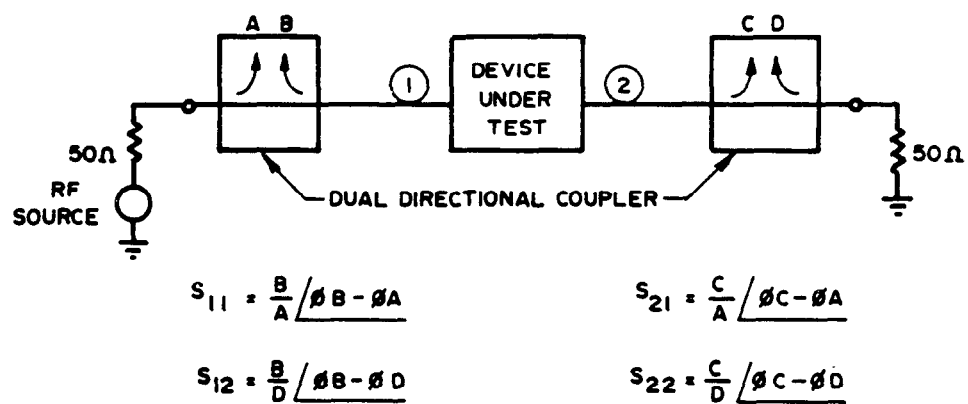 A B
C D
1
DEVICE
UNDER
TEST
2
50Ω
RF
SOURCE
DUAL DIRECTIONAL COUPLER
50Ω
S11 = B/A /ØB-ØA
S21 = C/A /ØC-ØA
S12 = B/D /ØB-ØD
S22 = C/D /ØC-ØD